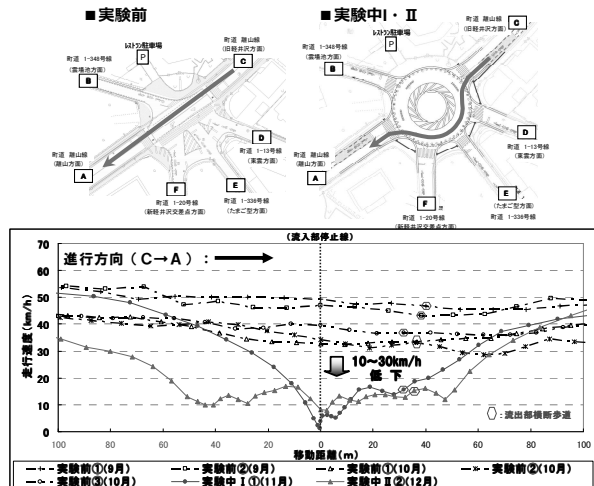 ■実験前
■実験中Ⅰ・Ⅱ
町道 離山線
(旧軽井沢方面)
C
レストラン駐車場
P
町道 1-348号線
(雲場池方面)
B
D
町道 1-13号線
(東雲方面)
町道 離山線
(離山方面)
A
F
町道 1-20号線
(新軽井沢交差点方面)
E
町道 1-336号線
(たまご型方面)
C
町道 離山線
(旧軽井沢方面)
レストラン駐車場
P
町道 1-348号線
(雲場池方面)
B
D
町道 1-13号線
(東雲方面)
町道 離山線
(離山方面)
A
F
町道 1-20号線
(新軽井沢交差点方面)
E
(たまご型方面)
町道 1-336号線
(流入部停止線)
進行方向(C→A):
走行速度(km/h)
70
60
50
40
30
20
10
0
10~30km/h
低 下
:流出部横断歩道
100 80 60 40 20 0 20 40 60 80 100
移動距離(m)
実験前①(9月) 実験前②(9月) 実験前①(10月) 実験前②(10月)
実験前③(10月) 実験中Ⅰ①(11月) 実験中Ⅱ②(12月)